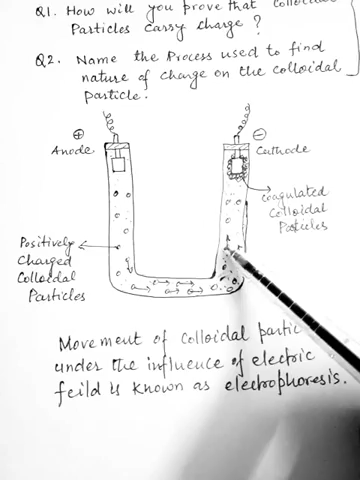 Q1. How will you prove that
Particles carry charge ?
Q2. Name the Process used to find
nature of charge on the colloidal
particle.
⊕
⊖
Anode
Cathode
Coagulated
Colloidal
Particles
Positively
Charged
Colloidal
Particles
Movement of colloidal
under the influence of electric
feild is known as electrophoresis.